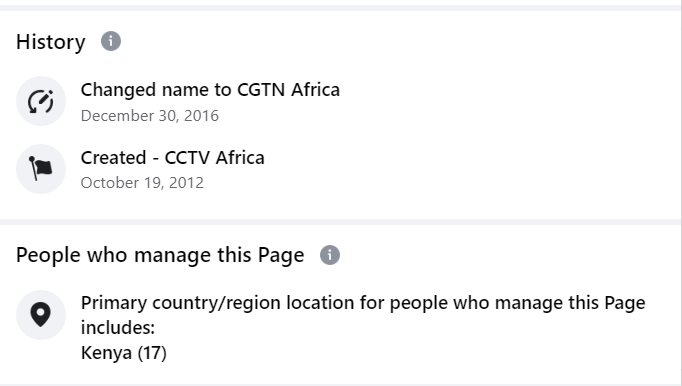 History
Changed name to CGTN Africa
December 30, 2016
Created - CCTV Africa
October 19, 2012
People who manage this Page
Primary country/region location for people who manage this Page
includes:
Kenya (17)